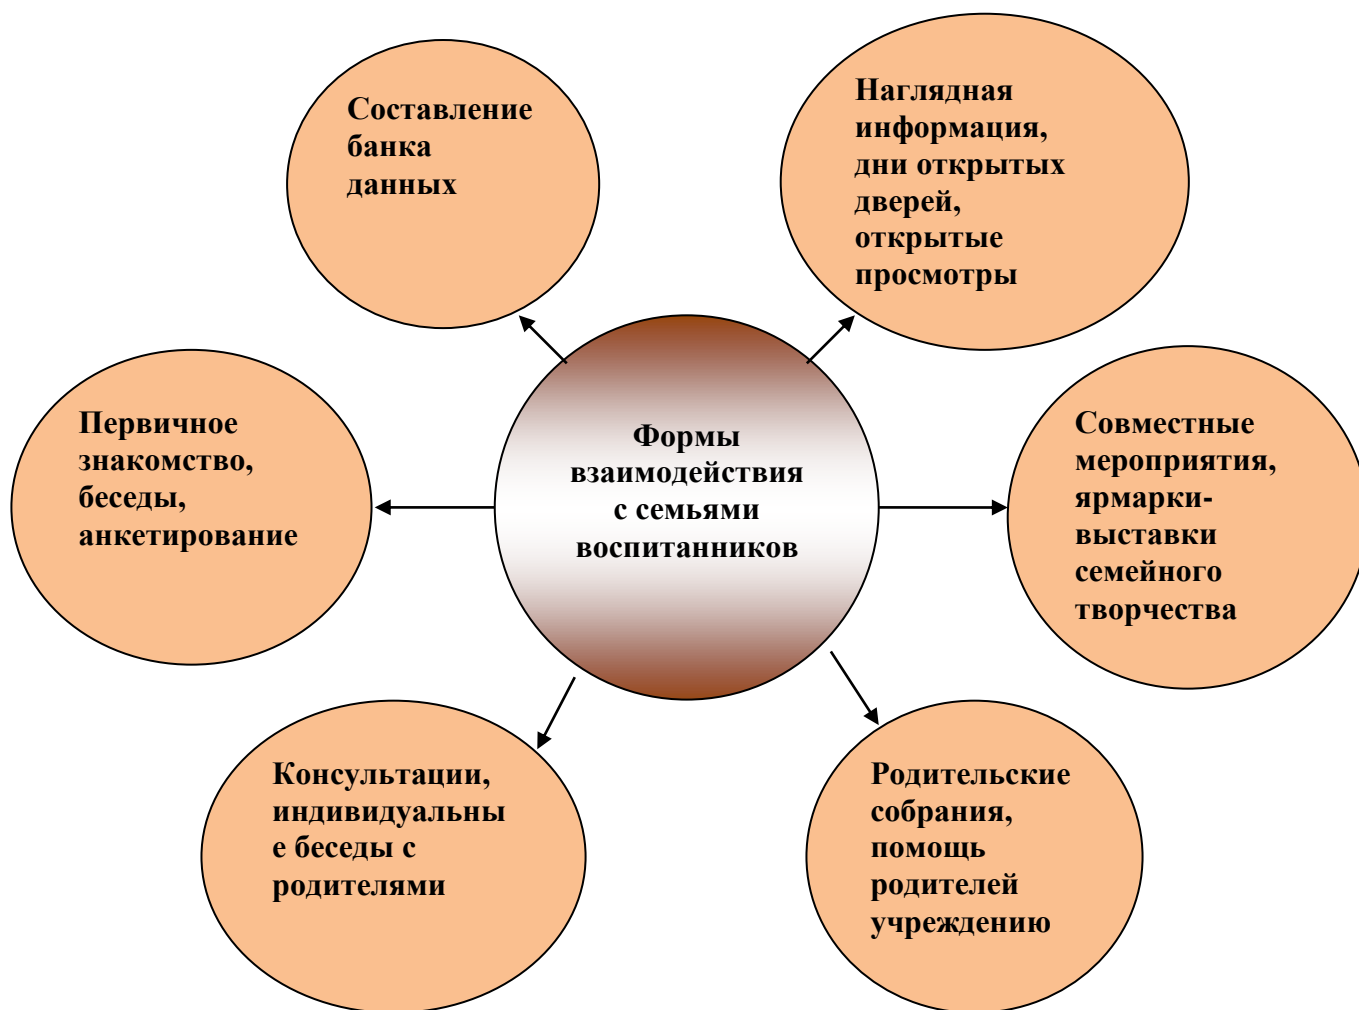 Составление
банка
данных
Наглядная
информация,
дни открытых
дверей,
открытые
просмотры
Первичное
знакомство,
беседы,
анкетирование
Формы
взаимодействия
с семьями
воспитанников
Совместные
мероприятия,
ярмарки-
выставки
семейного
творчества
Консультации,
индивидуальны
е беседы с
родителями
Родительские
собрания,
помощь
родителей
учреждению